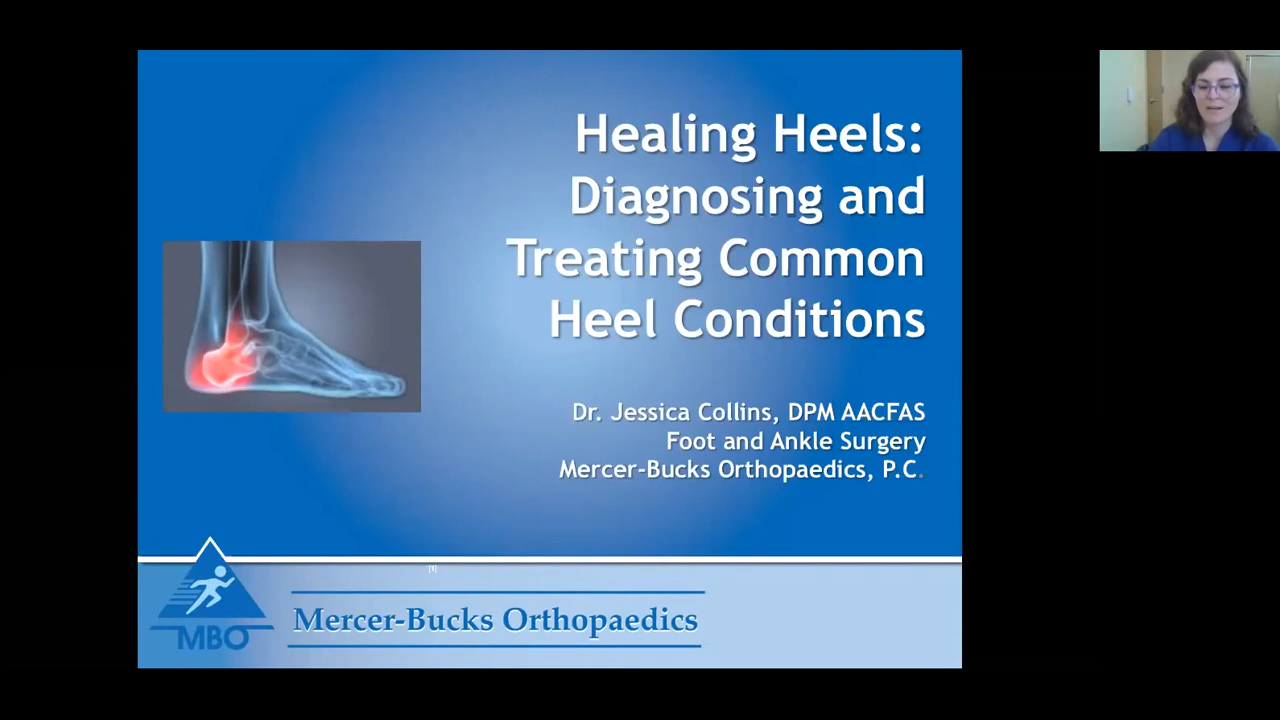 Healing Heels:
Diagnosing and
Treating Common
Heel Conditions
Dr. Jessica Collins, DPM AACFAS
Foot and Ankle Surgery
Mercer-Bucks Orthopaedics, P.C.
[1]
MBO
Mercer-Bucks Orthopaedics